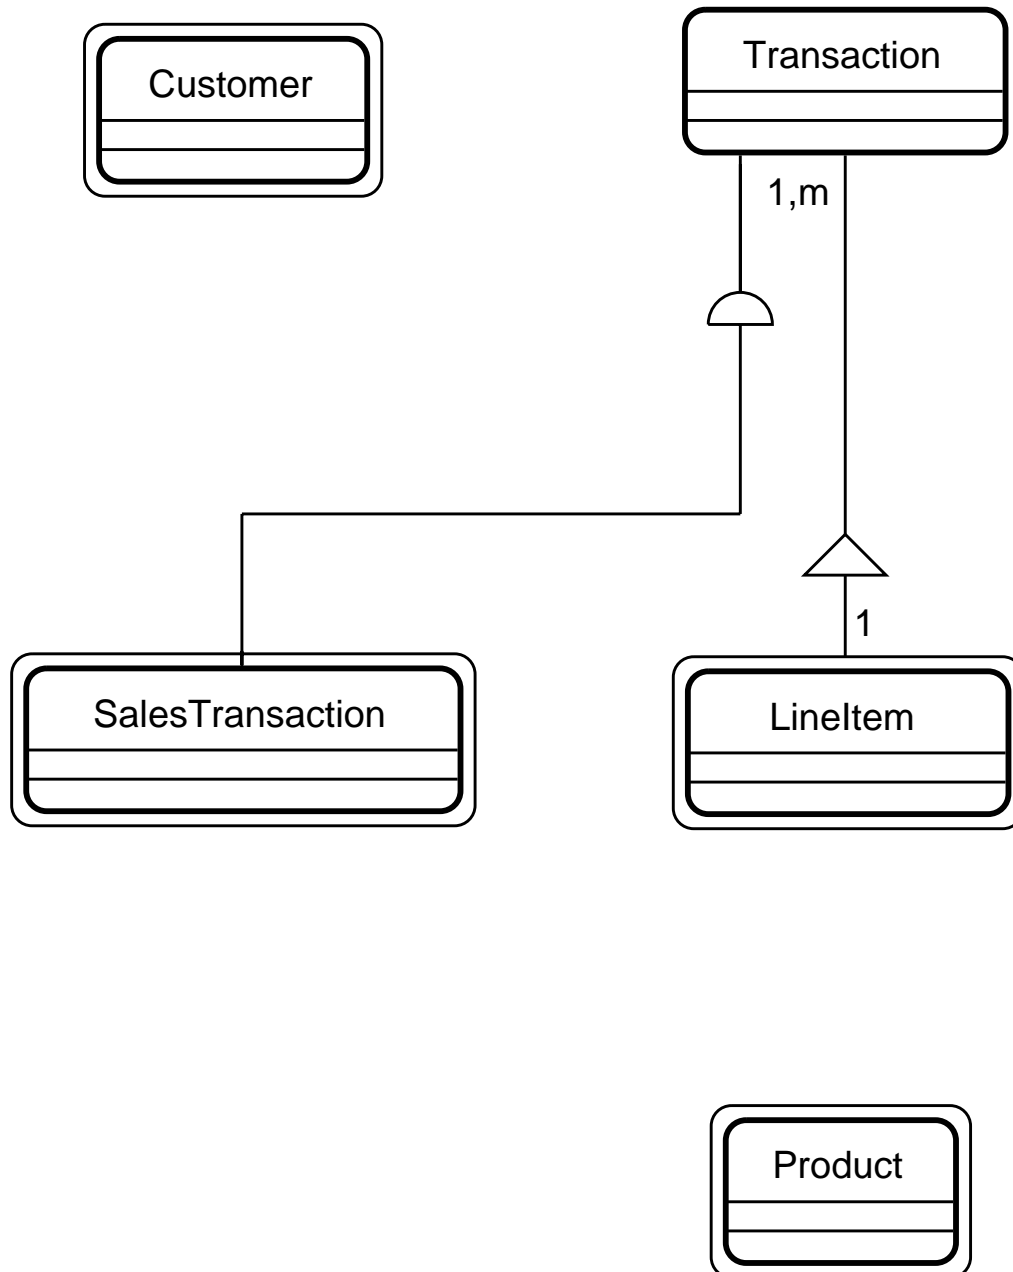 Customer
Transaction
1,m
1
SalesTransaction
LineItem
Product